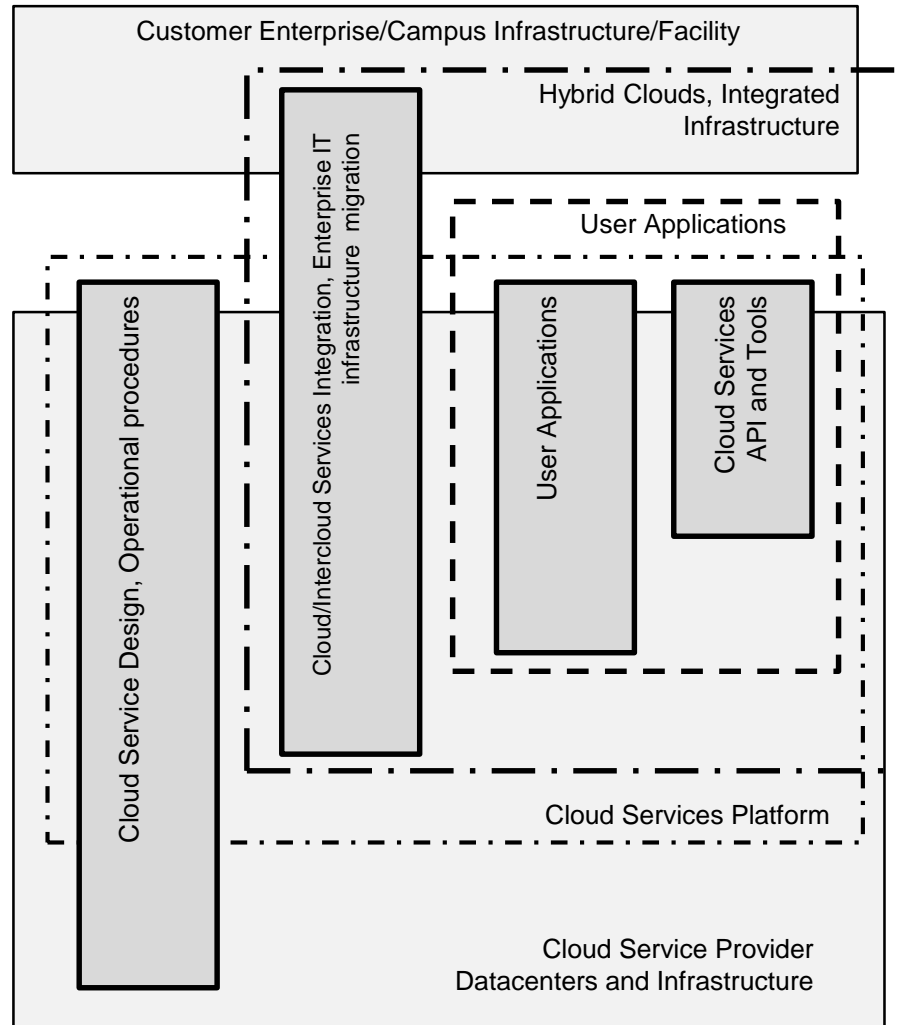 Customer Enterprise/Campus Infrastructure/Facility
Hybrid Clouds, Integrated
Infrastructure
Cloud/Intercloud Services Integration, Enterprise IT
infrastructure migration
User Applications
Cloud Service Design, Operational procedures
User Applications
Cloud Services
API and Tools
Cloud Services Platform
Cloud Service Provider
Datacenters and Infrastructure